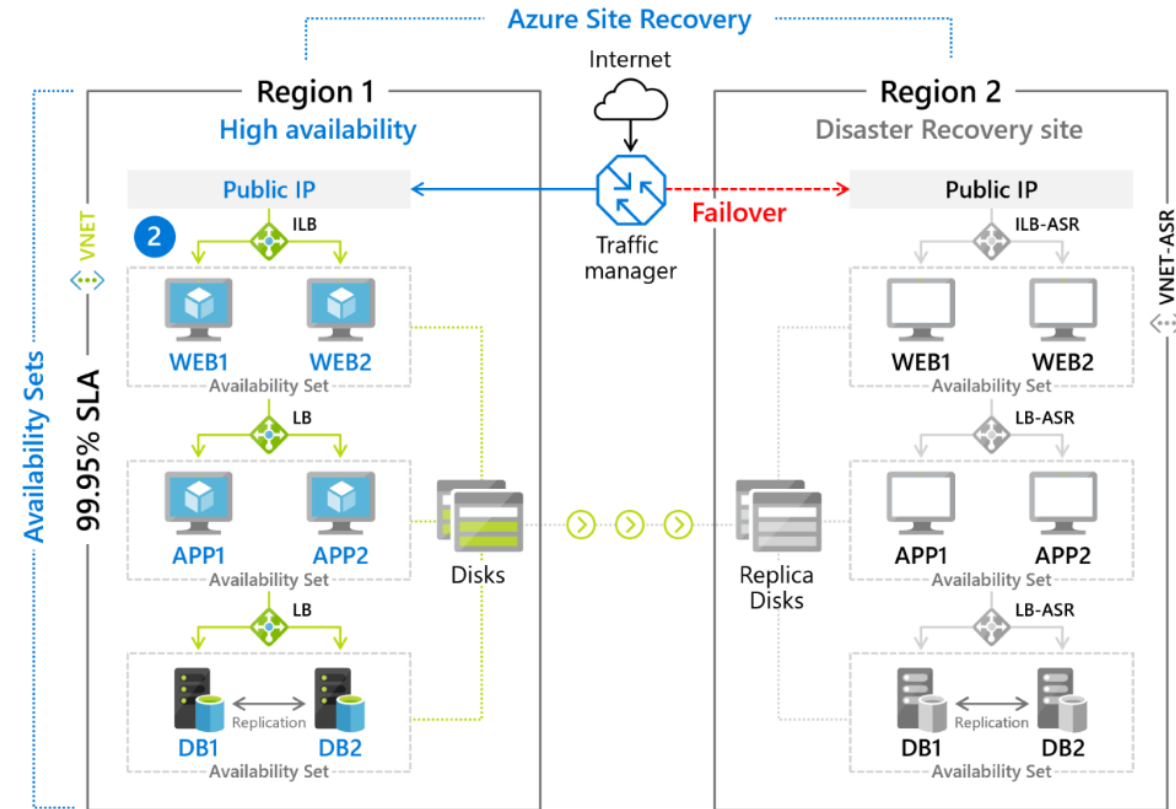 Azure Site Recovery
Internet
Traffic
manager
Failover
Region 1
High availability
Public IP
2
ILB
WEB1
WEB2
Availability Set
LB
APP1
APP2
Availability Set
LB
Replication
DB1
DB2
Availability Set
VNET
99.95% SLA
Availability Sets
Disks
Replica
Disks
Region 2
Disaster Recovery site
Public IP
ILB-ASR
WEB1
WEB2
Availability Set
LB-ASR
APP1
APP2
Availability Set
LB-ASR
Replication
DB1
DB2
Availability Set
VNET-ASR